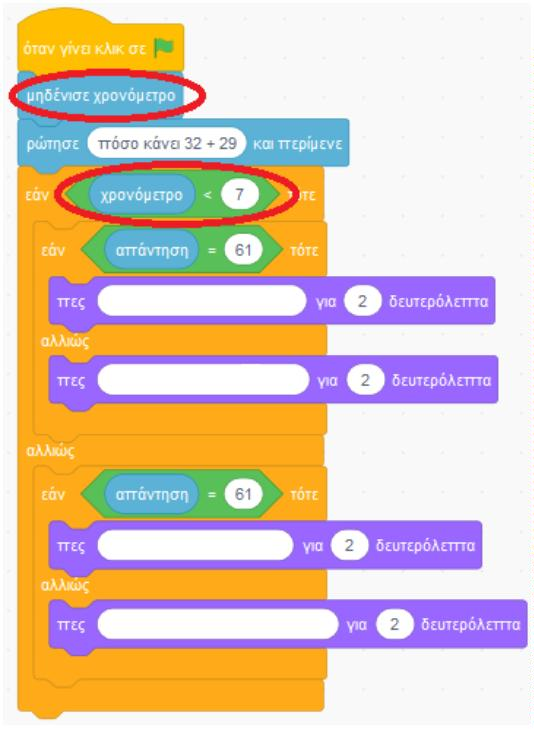 όταν γίνει κλικ σε
μηδένισε χρονόμετρο
ρώτησε πόσο κάνει 32 + 29 και περίμενε
εάν χρονόμετρο < 7 τότε
εάν απάντηση = 61 τότε
πες για 2 δευτερόλεπτα
αλλιώς
πες για 2 δευτερόλεπτα
αλλιώς
εάν απάντηση = 61 τότε
πες για 2 δευτερόλεπτα
αλλιώς
πες για 2 δευτερόλεπτα